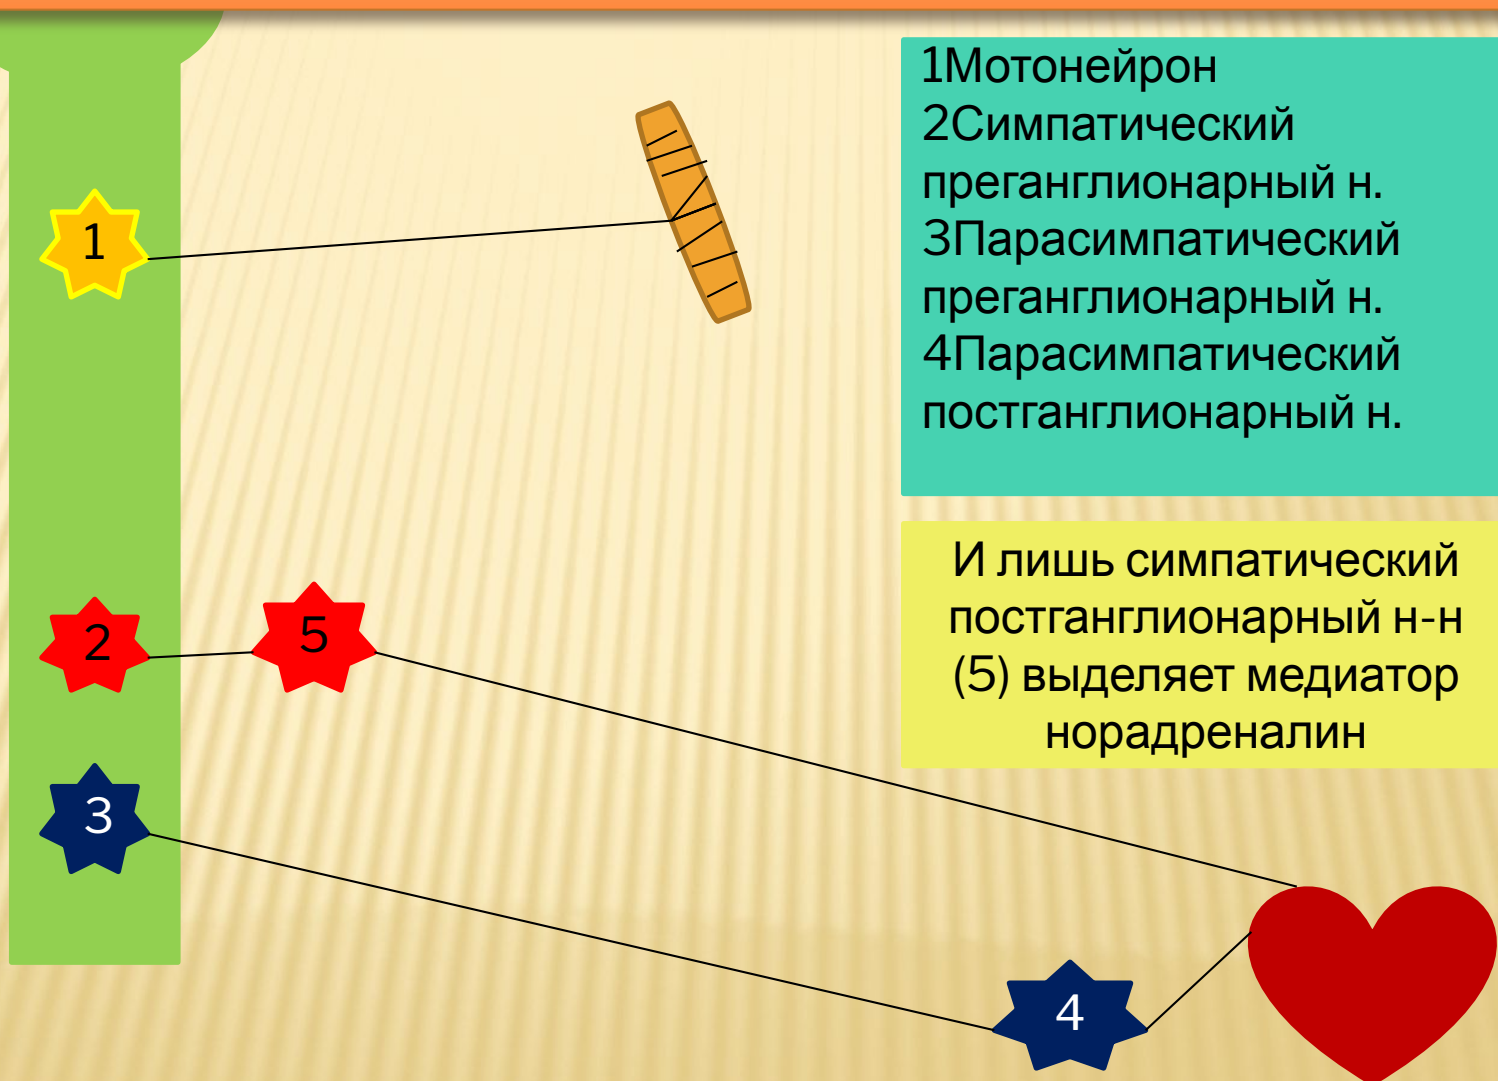 1Мотонейрон
2Симпатический
преганглионарный н.
3Парасимпатический
преганглионарный н.
4Парасимпатический
постганглионарный н.
И лишь симпатический
постганглионарный н-н
(5) выделяет медиатор
норадреналин
1
2
5
3
4